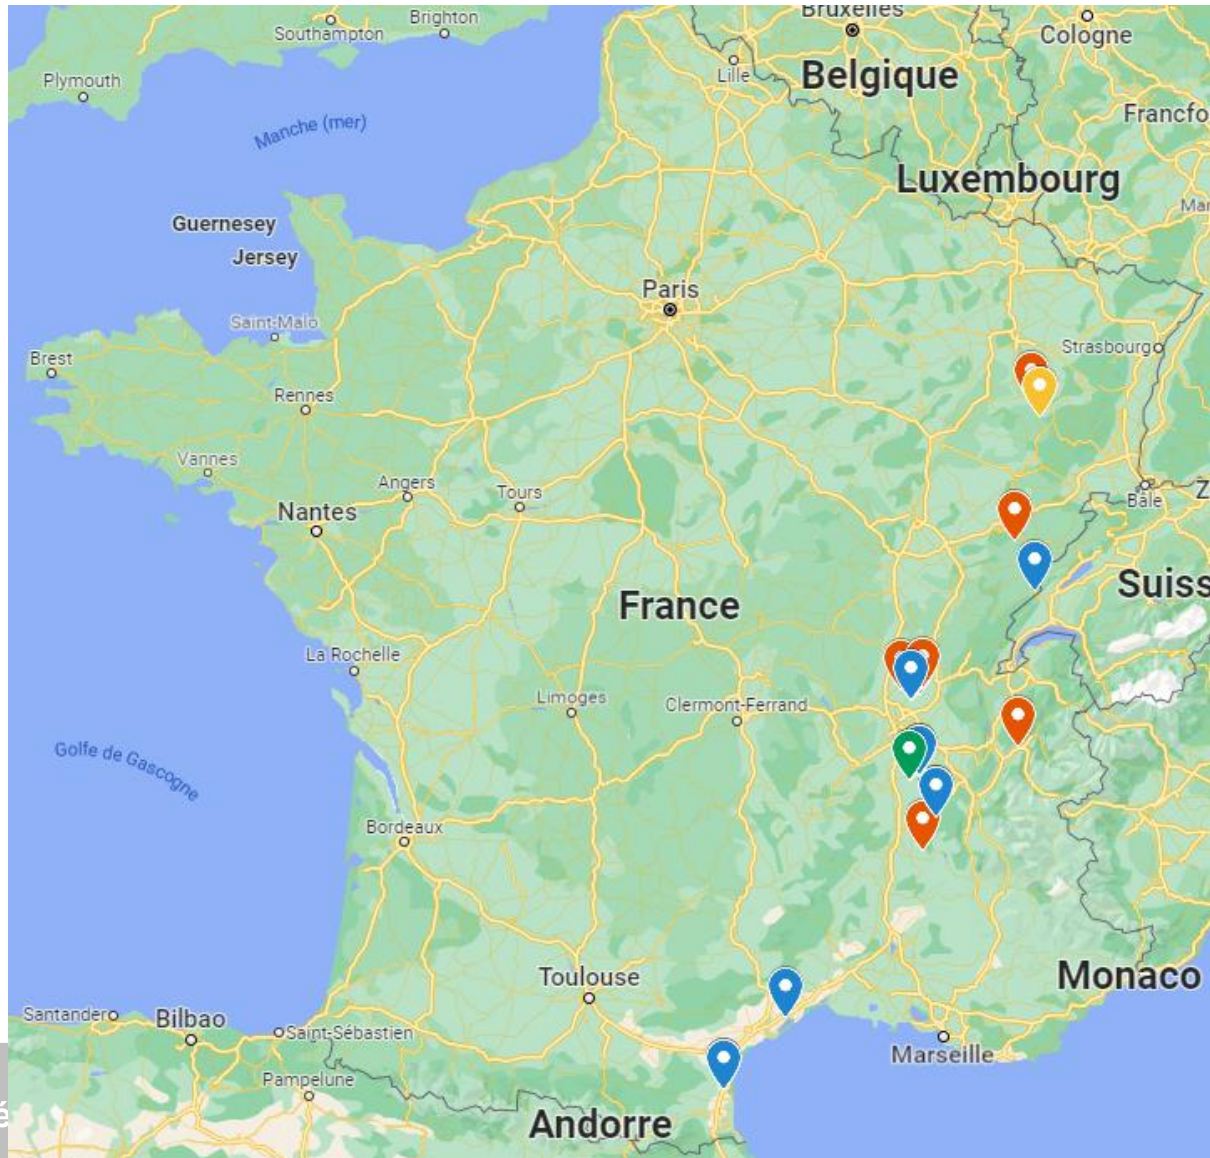 Bruxelles
Brighton
Southampton
Cologne
Lille
Belgique
Plymouth
Francfo
Manche (mer)
Luxembourg
Mar
Guernesey
Jersey
Paris
Saint-Malo
Strasbourg
Brest
Rennes
Vannes
Angers
Tours
Z
Bâle
Nantes
Suiss
France
La Rochelle
Limoges
Clermont-Ferrand
Golfe de Gascogne
Bordeaux
Toulouse
Monaco
Santander
Bilbao
Saint-Sébastien
Marseille
Pampelune
é
Andorre